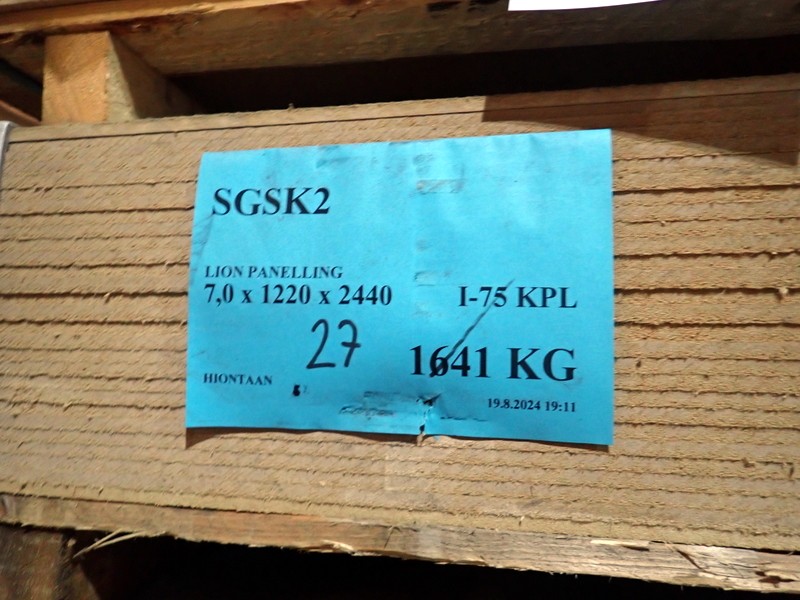 SGSK2
LION PANELLING
7,0 x 1220 x 2440 I-75 KPL
27
1641 KG
HIONTAAN
19.8.2024 19:11